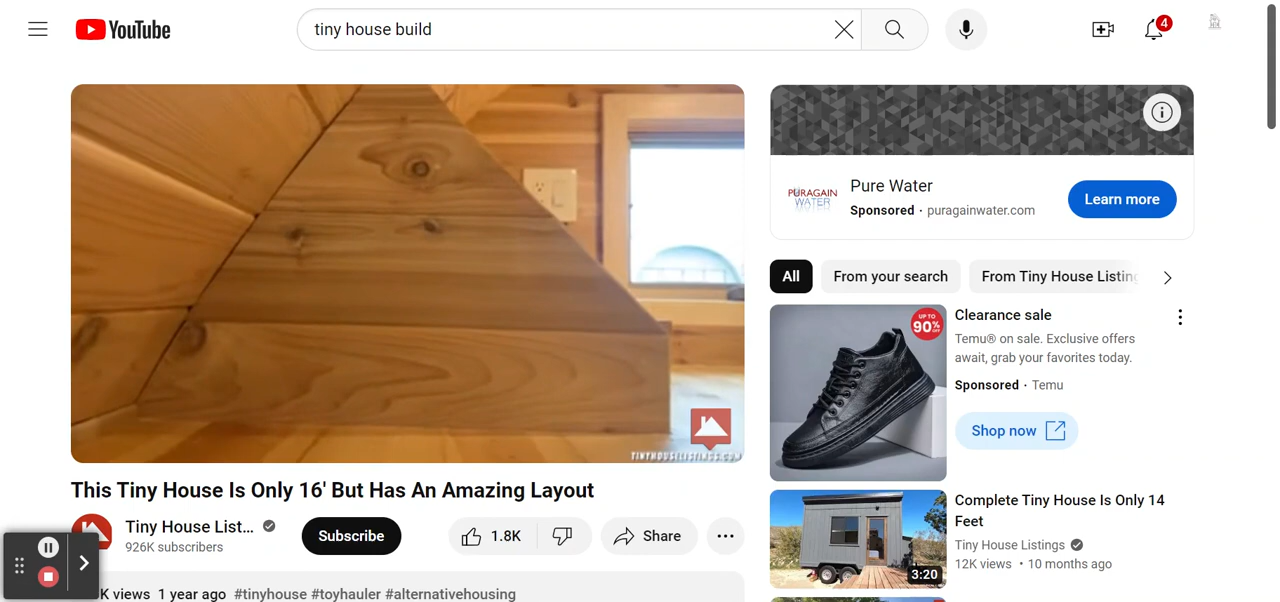 YouTube
tiny house build
4
TINYHOUSELISTINGS.COM
This Tiny House Is Only 16' But Has An Amazing Layout
Tiny House List...
926K subscribers
Subscribe
1.8K
Share
K views 1 year ago #tinyhouse #toyhauler #alternativehousing
PURAGAIN
WATER
Pure Water
Sponsored · puragainwater.com
Learn more
All
From your search
From Tiny House Listing
UP TO
90%
OFF
Clearance sale
Temu® on sale. Exclusive offers
await, grab your favorites today.
Sponsored · Temu
Shop now
3:20
Complete Tiny House Is Only 14
Feet
Tiny House Listings
12K views · 10 months ago